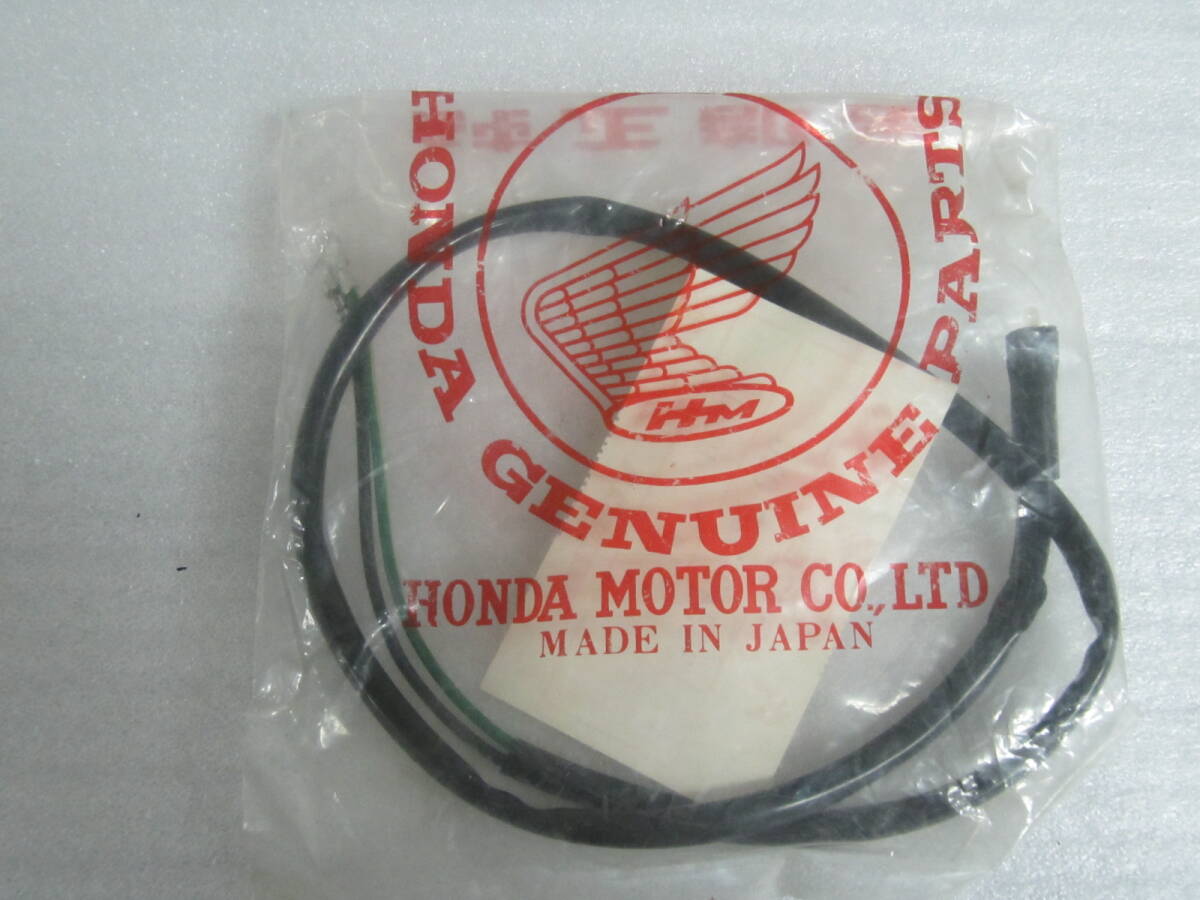 HONDA GENUINE PARTS
HM
HONDA MOTOR CO., LTD
MADE IN JAPAN